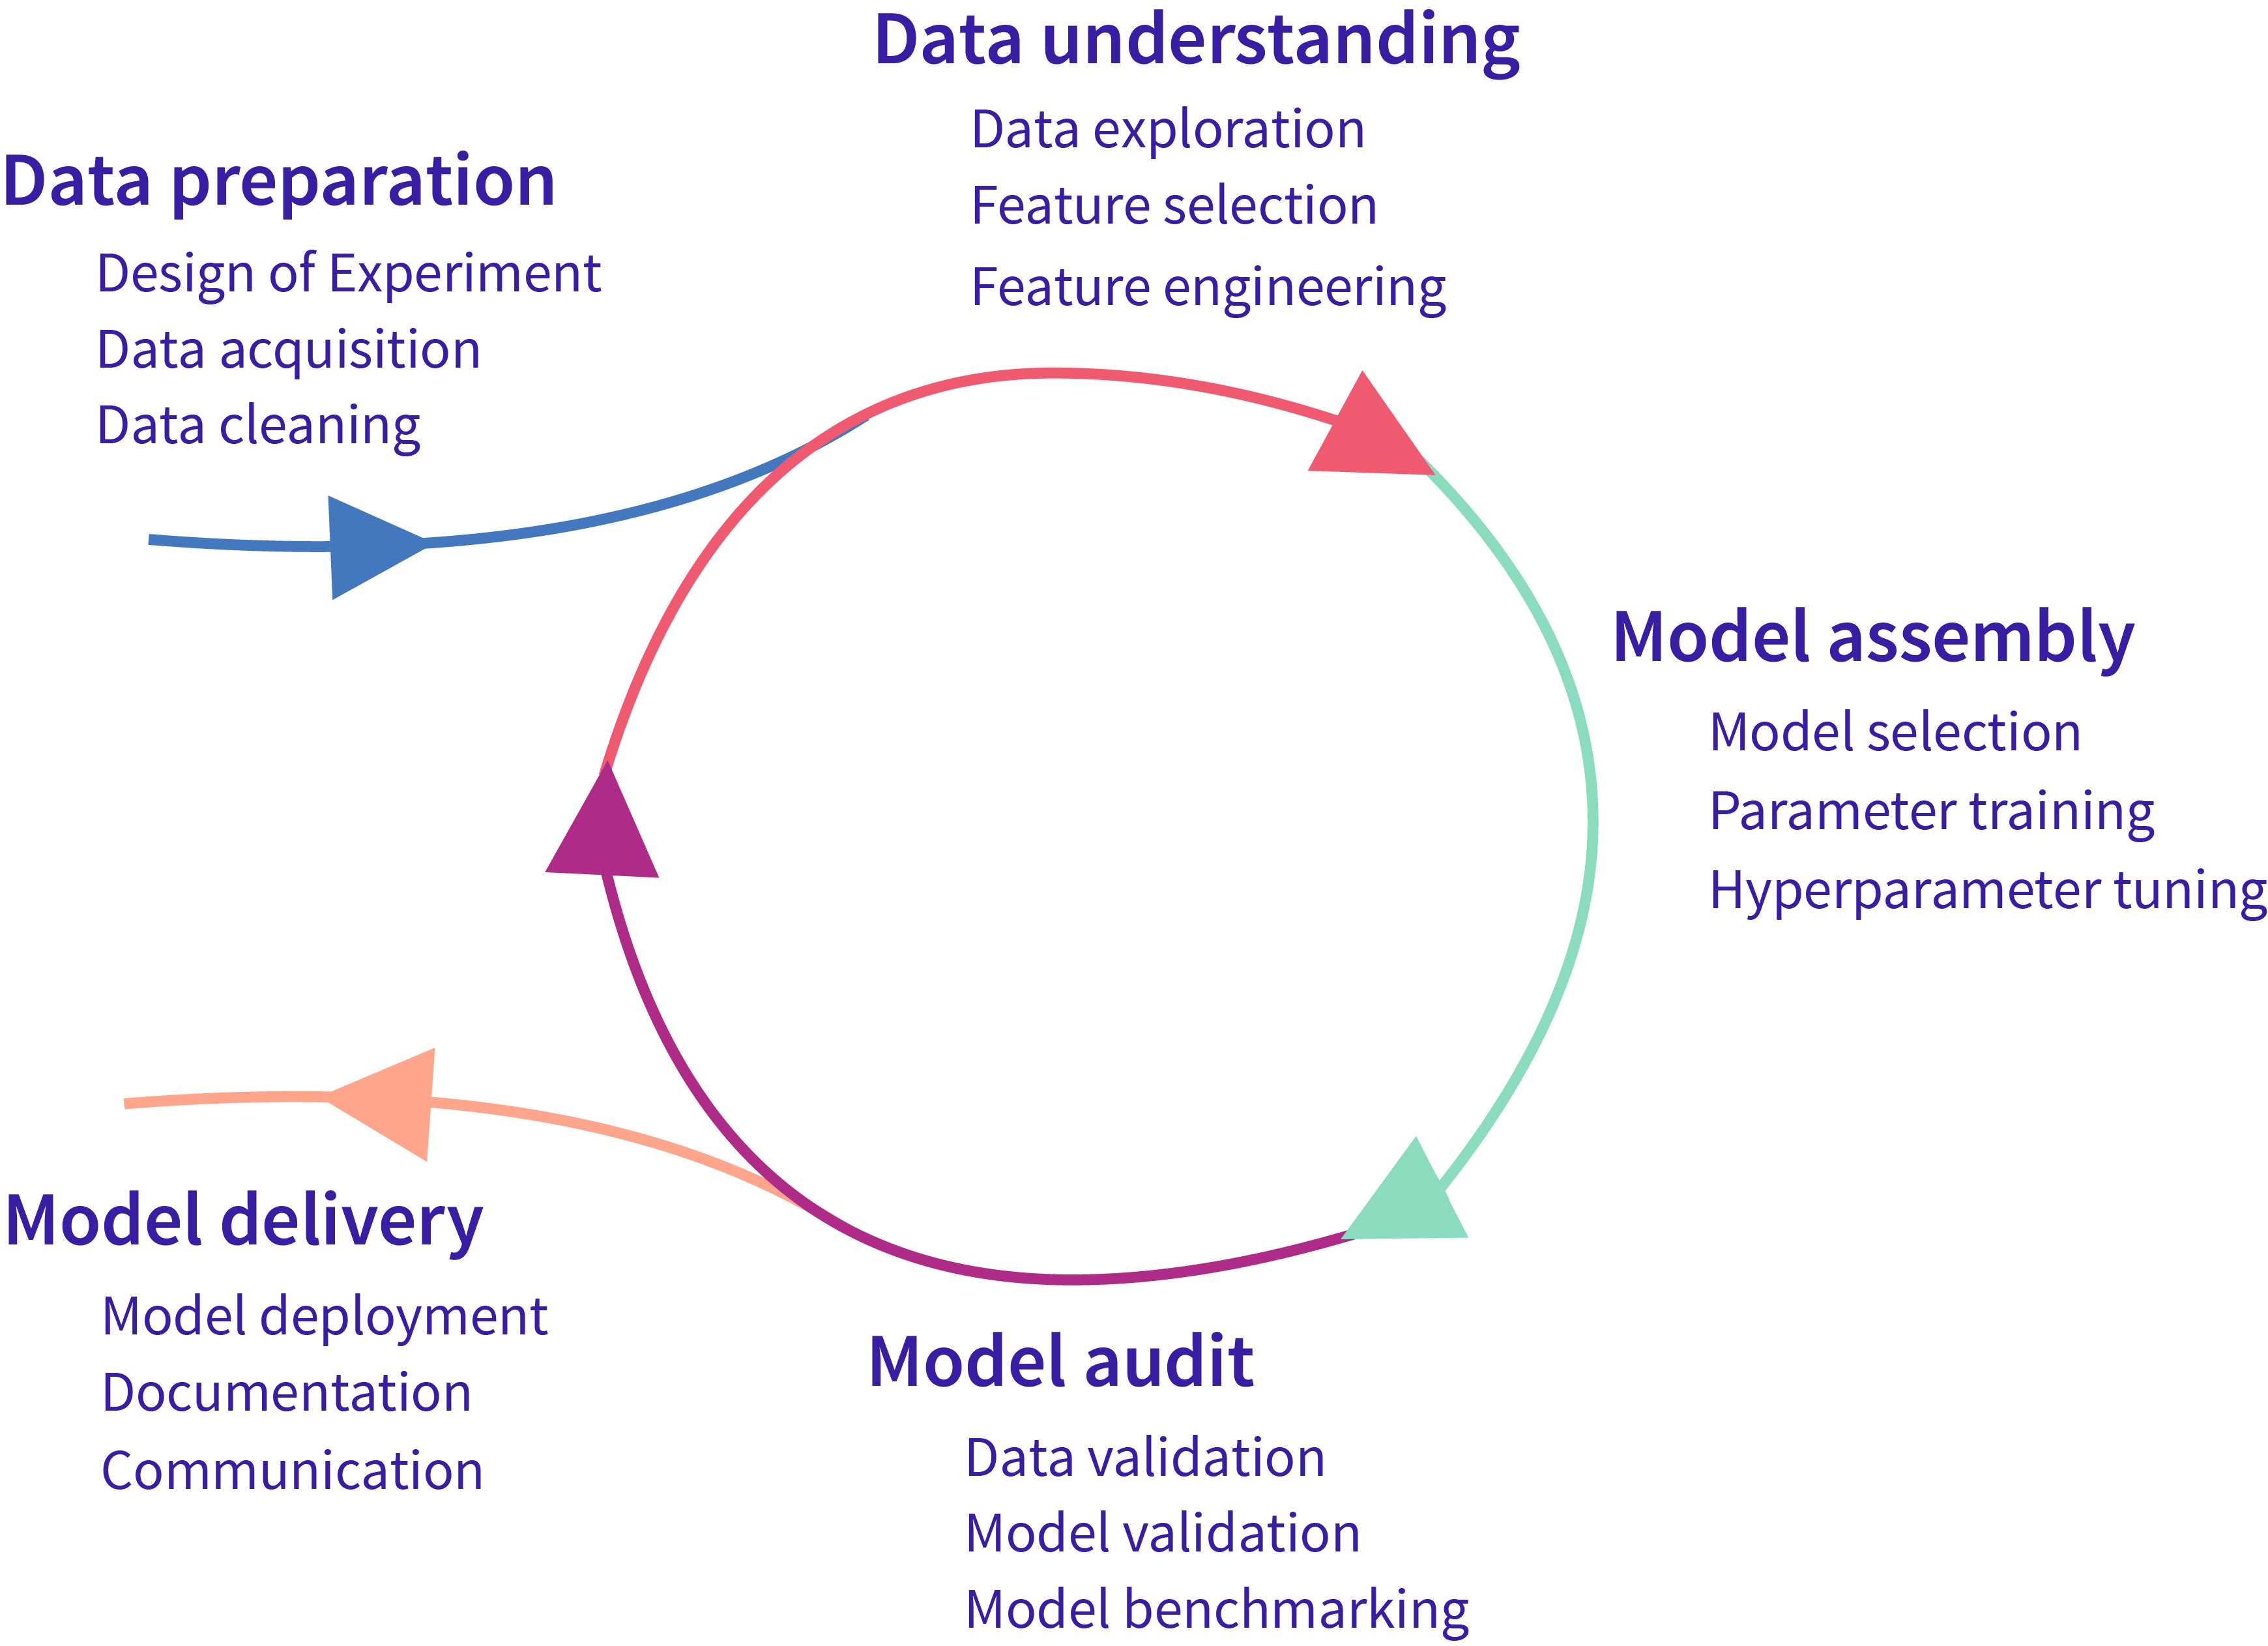 Data understanding
Data exploration
Feature selection
Feature engineering
Data preparation
Design of Experiment
Data acquisition
Data cleaning
Model assembly
Model selection
Parameter training
Hyperparameter tuning
Model delivery
Model deployment
Documentation
Communication
Model audit
Data validation
Model validation
Model benchmarking